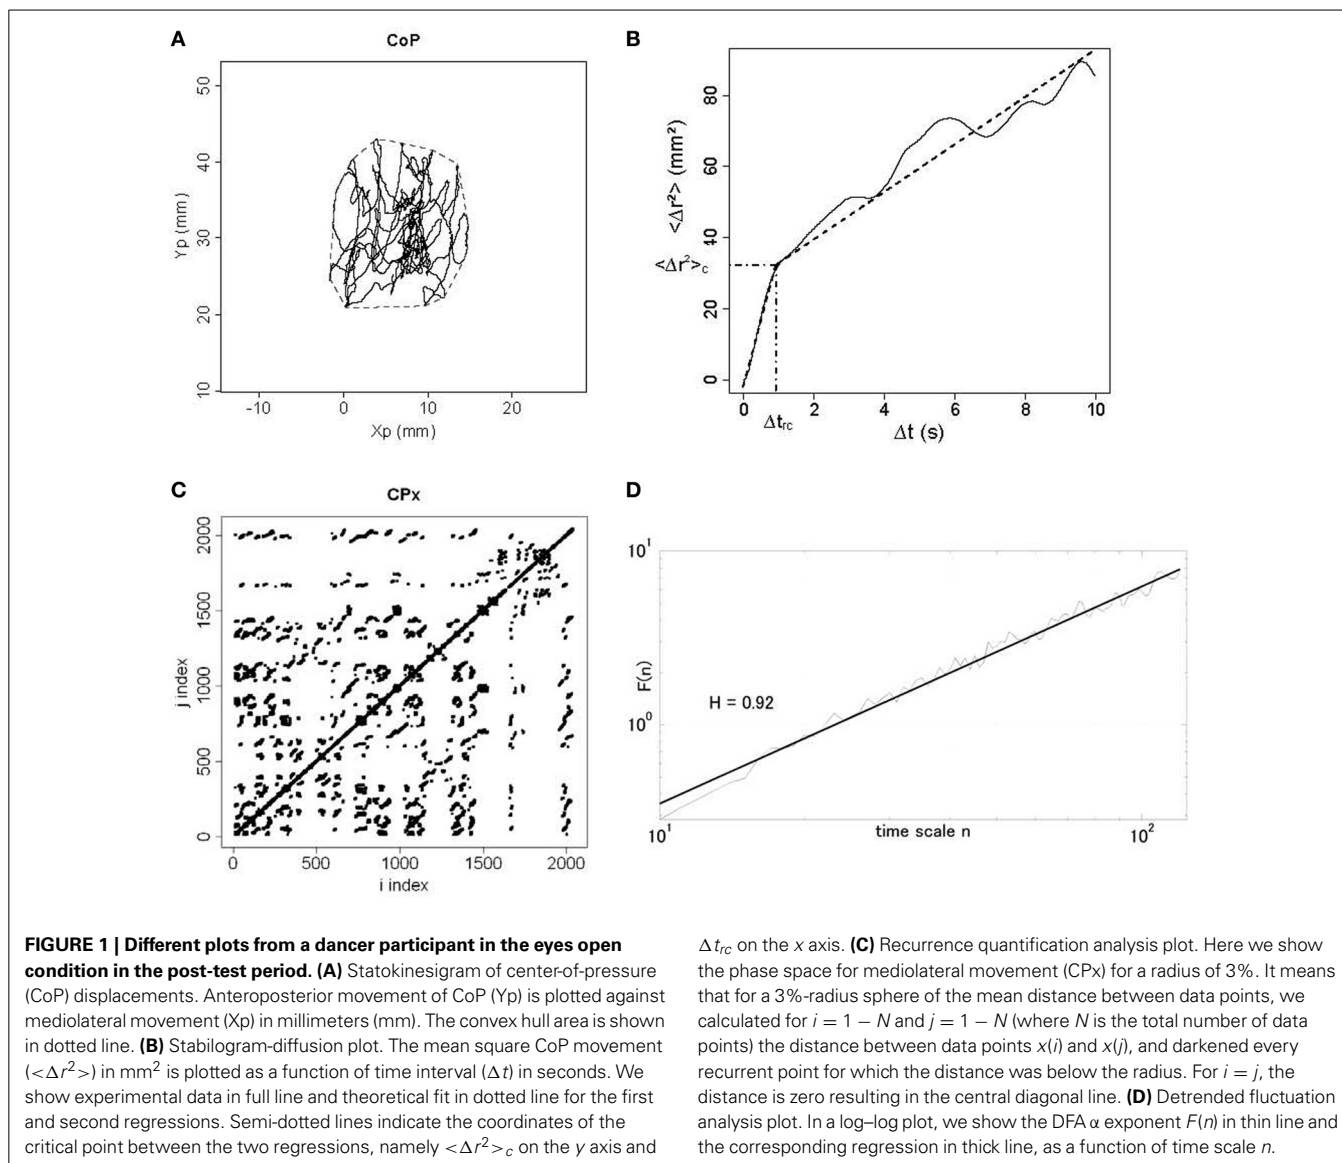 A
CoP
50
40
30
20
10
Yp (mm)
-10 0 10 20
Xp (mm)
B
80
60
40
20
0
<Δr²> (mm²)
<Δr²>c
0 2 4 6 8 10
Δtrc
Δt (s)
C
CPx
2000
1500
1000
500
0
j index
0 500 1000 1500 2000
i index
D
10¹
10⁰
F(n)
H = 0.92
10¹ 10²
time scale n
FIGURE 1 | Different plots from a dancer participant in the eyes open
condition in the post-test period. (A) Statokinesigram of center-of-pressure
(CoP) displacements. Anteroposterior movement of CoP (Yp) is plotted against
mediolateral movement (Xp) in millimeters (mm). The convex hull area is shown
in dotted line. (B) Stabilogram-diffusion plot. The mean square CoP movement
(<Δr²>) in mm² is plotted as a function of time interval (Δt) in seconds. We
show experimental data in full line and theoretical fit in dotted line for the first
and second regressions. Semi-dotted lines indicate the coordinates of the
critical point between the two regressions, namely <Δr²>c on the y axis and
Δtrc on the x axis. (C) Recurrence quantification analysis plot. Here we show
the phase space for mediolateral movement (CPx) for a radius of 3%. It means
that for a 3%-radius sphere of the mean distance between data points, we
calculated for i = 1 − N and j = 1 − N (where N is the total number of data
points) the distance between data points x(i) and x(j), and darkened every
recurrent point for which the distance was below the radius. For i = j, the
distance is zero resulting in the central diagonal line. (D) Detrended fluctuation
analysis plot. In a log–log plot, we show the DFA α exponent F(n) in thin line and
the corresponding regression in thick line, as a function of time scale n.